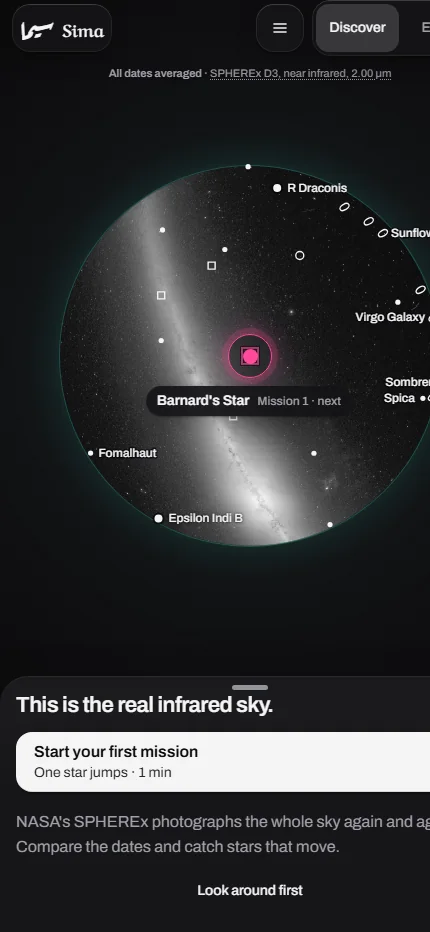 Sima
Discover
E
All dates averaged · SPHEREx D3, near infrared, 2.00 µm
R Draconis
Sunflow
Virgo Galaxy
Sombrer
Spica
Barnard's Star Mission 1 · next
Fomalhaut
Epsilon Indi B
This is the real infrared sky.
Start your first mission
One star jumps · 1 min
NASA's SPHEREx photographs the whole sky again and ag
Compare the dates and catch stars that move.
Look around first